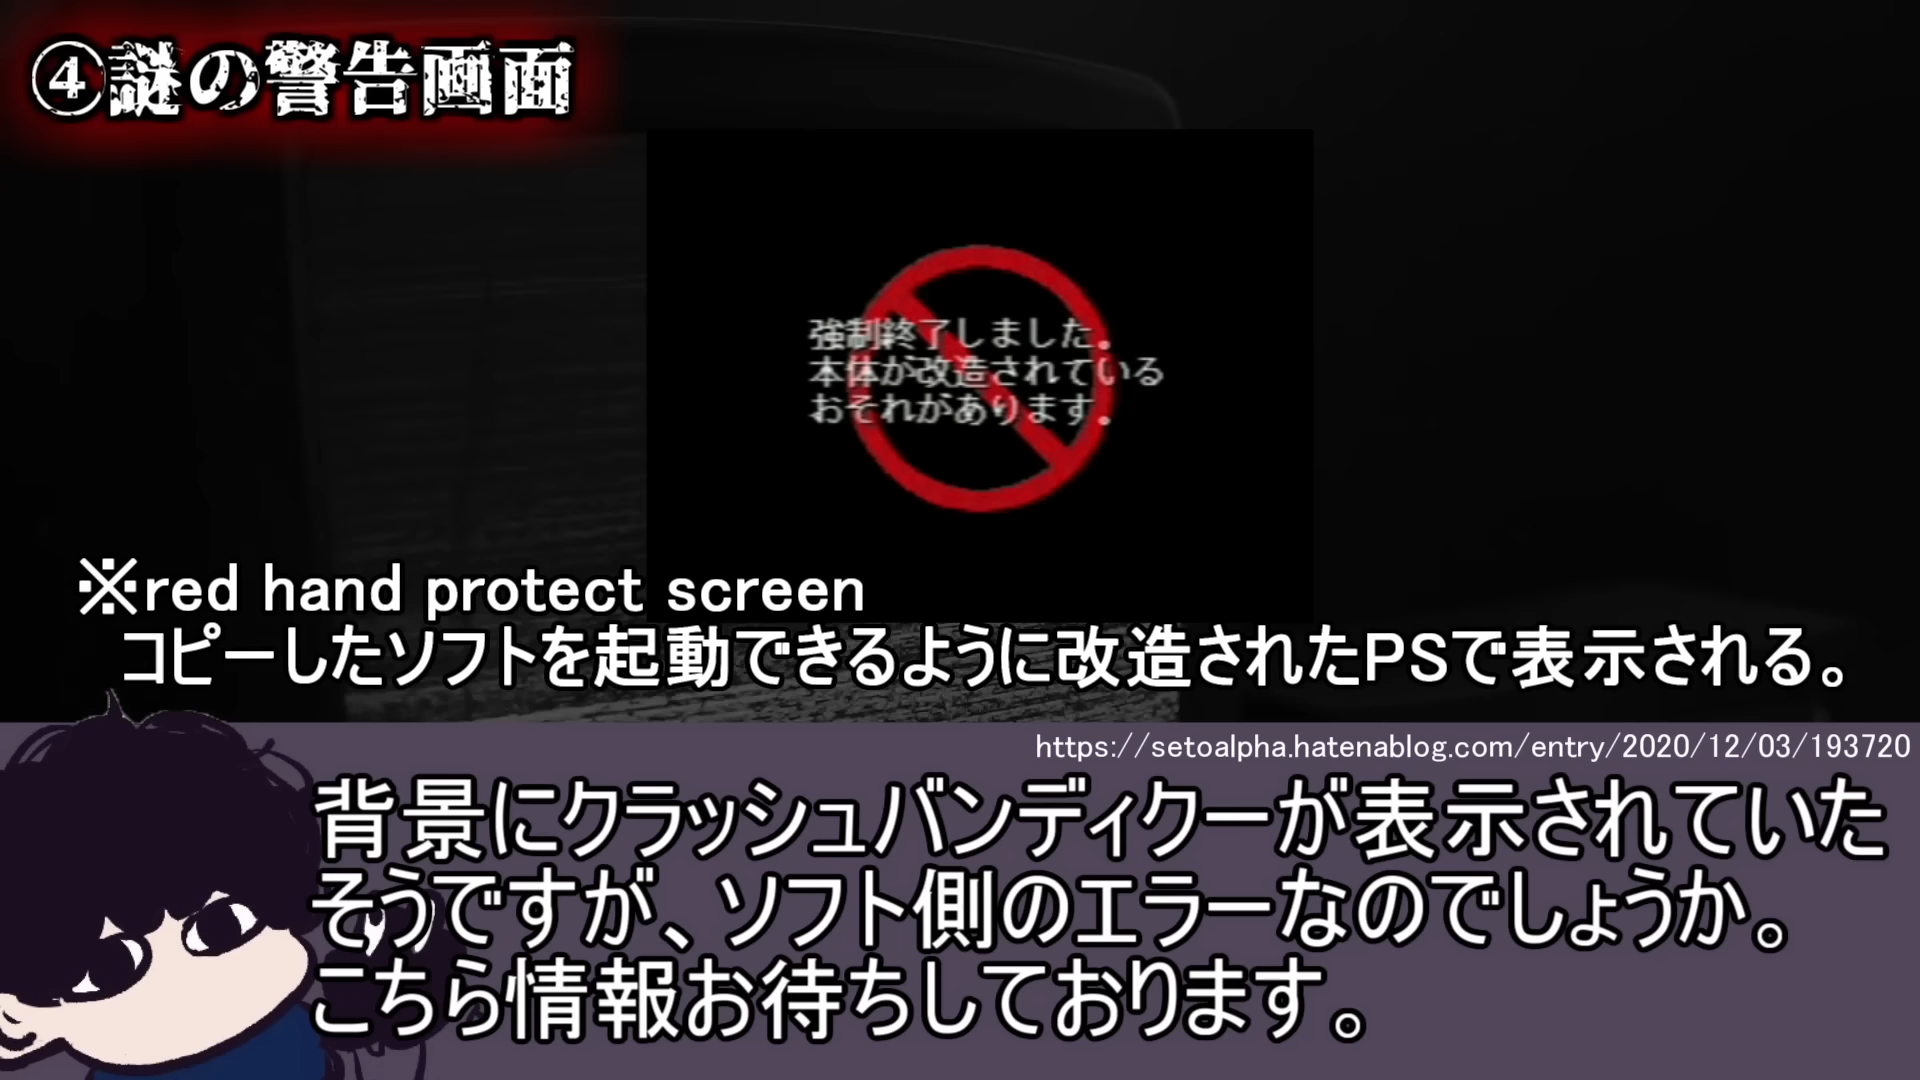 ④謎の警告画面
強制終了しました。
本体が改造されている
おそれがあります。
※red hand protect screen
コピーしたソフトを起動できるように改造されたPSで表示される。
https://setoalpha.hatenablog.com/entry/2020/12/03/193720
背景にクラッシュバンディクーが表示されていた
そうですが、ソフト側のエラーなのでしょうか。
こちら情報お待ちしております。